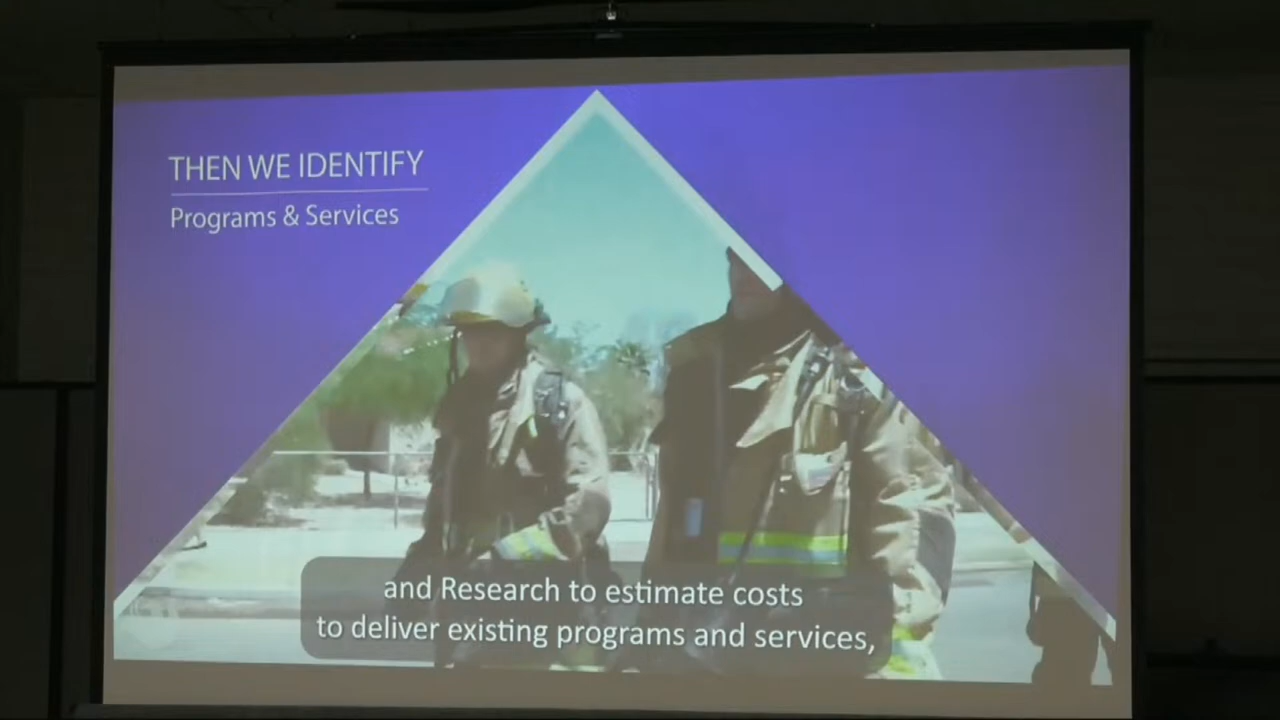 THEN WE IDENTIFY
Programs & Services
and Research to estimate costs
to deliver existing programs and services,